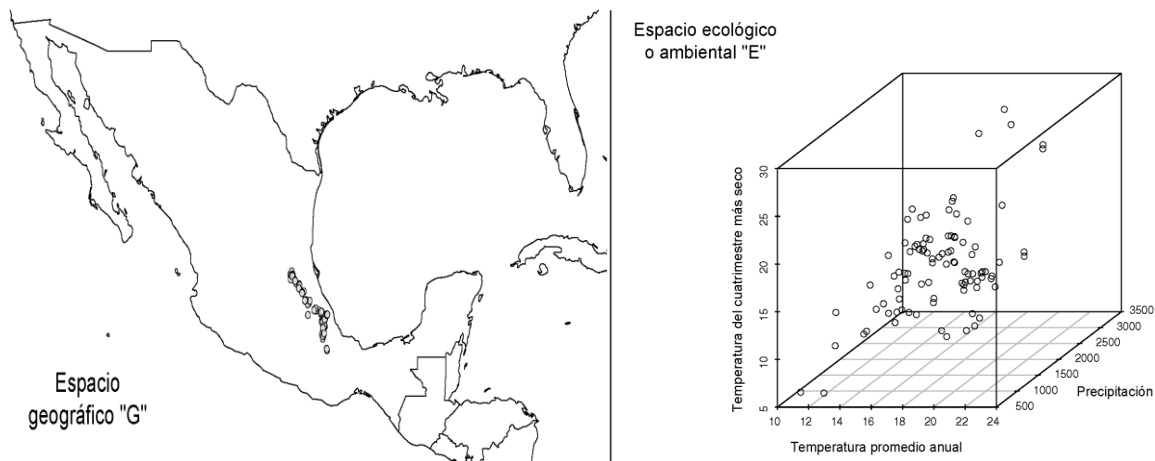 Espacio
geográfico "G"
Espacio ecológico
o ambiental "E"
Temperatura del cuatrimestre más seco
30
25
20
15
10
5
10 12 14 16 18 20 22 24
Temperatura promedio anual
3500
3000
2500
2000
1500
1000
500
Precipitación